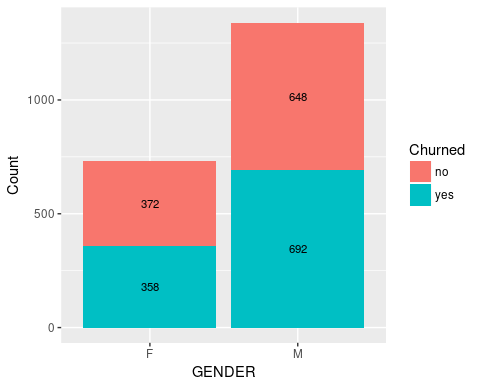 Count
1000
500
0
648
372
692
358
F
M
GENDER
Churned
no
yes